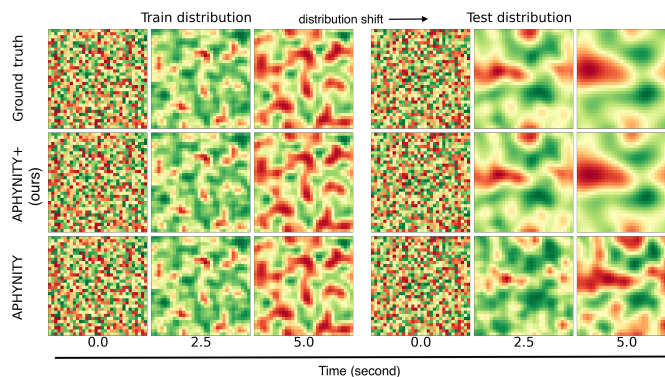 Train distribution
distribution shift
Test distribution
Ground truth
APHYNITY+
(ours)
APHYNITY
0.0 2.5 5.0 0.0 2.5 5.0
Time (second)